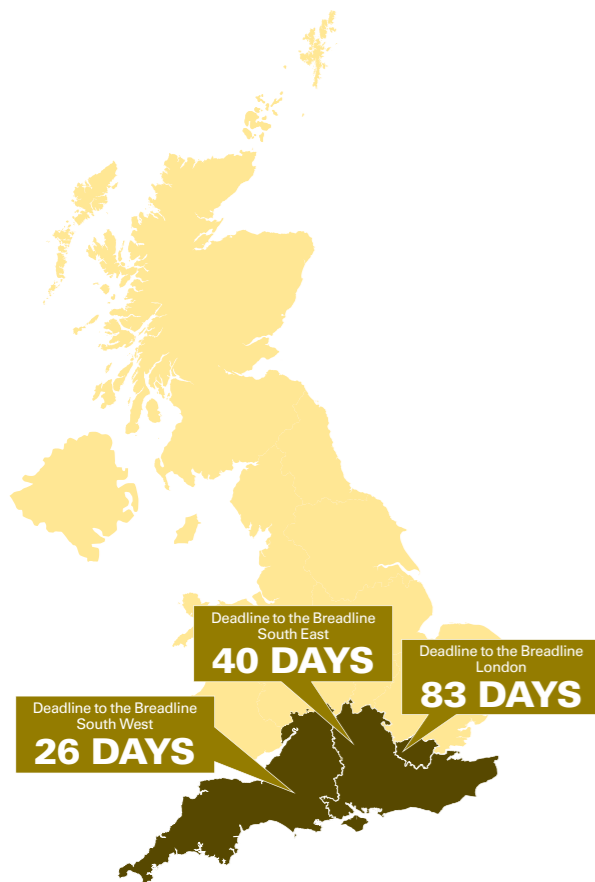 Deadline to the Breadline
South East
40 DAYS
Deadline to the Breadline
London
83 DAYS
Deadline to the Breadline
South West
26 DAYS